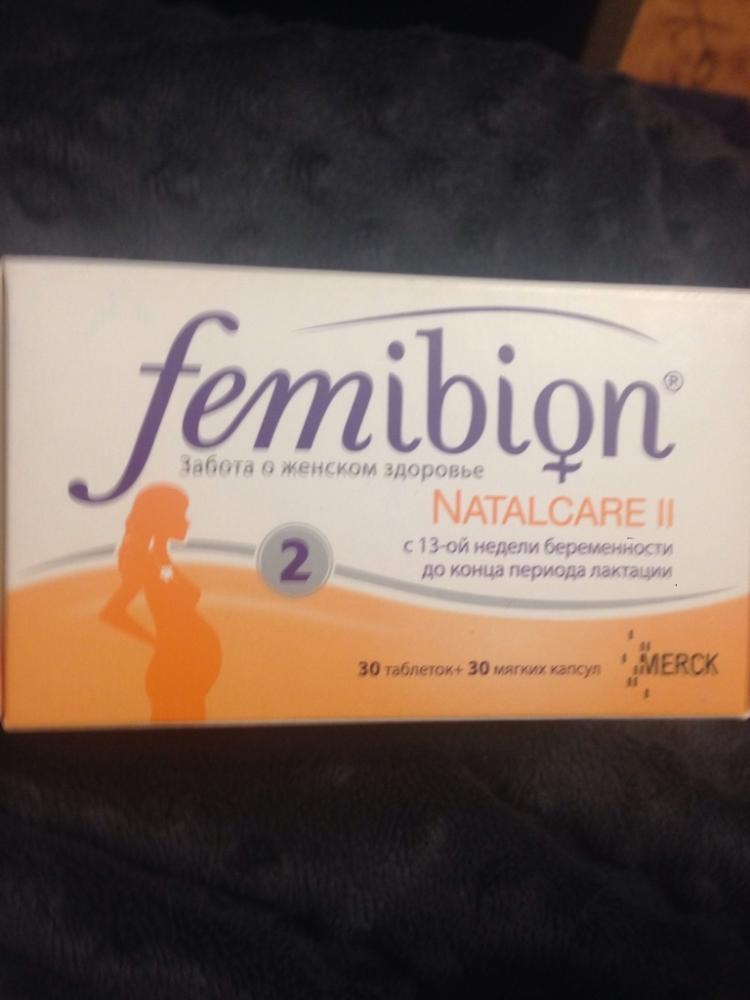 femibion®
Забота о женском здоровье
NATALCARE II
2
с 13-ой недели беременности
до конца периода лактации
30 таблеток+ 30 мягких капсул
MERCK